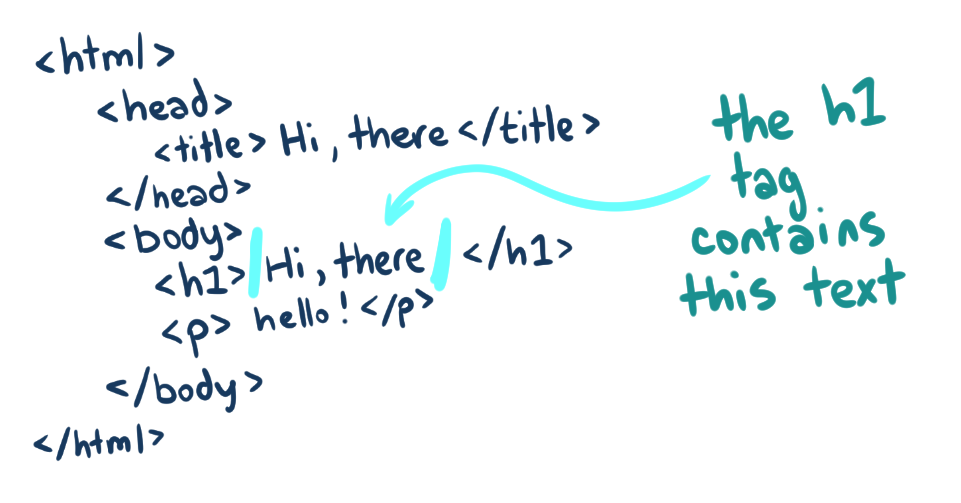 <html>
<head>
<title> Hi, there </title>
</head>
<body>
<h1> Hi, there </h1>
<p> hello! </p>
</body>
</html>
the h1
tag
contains
this text